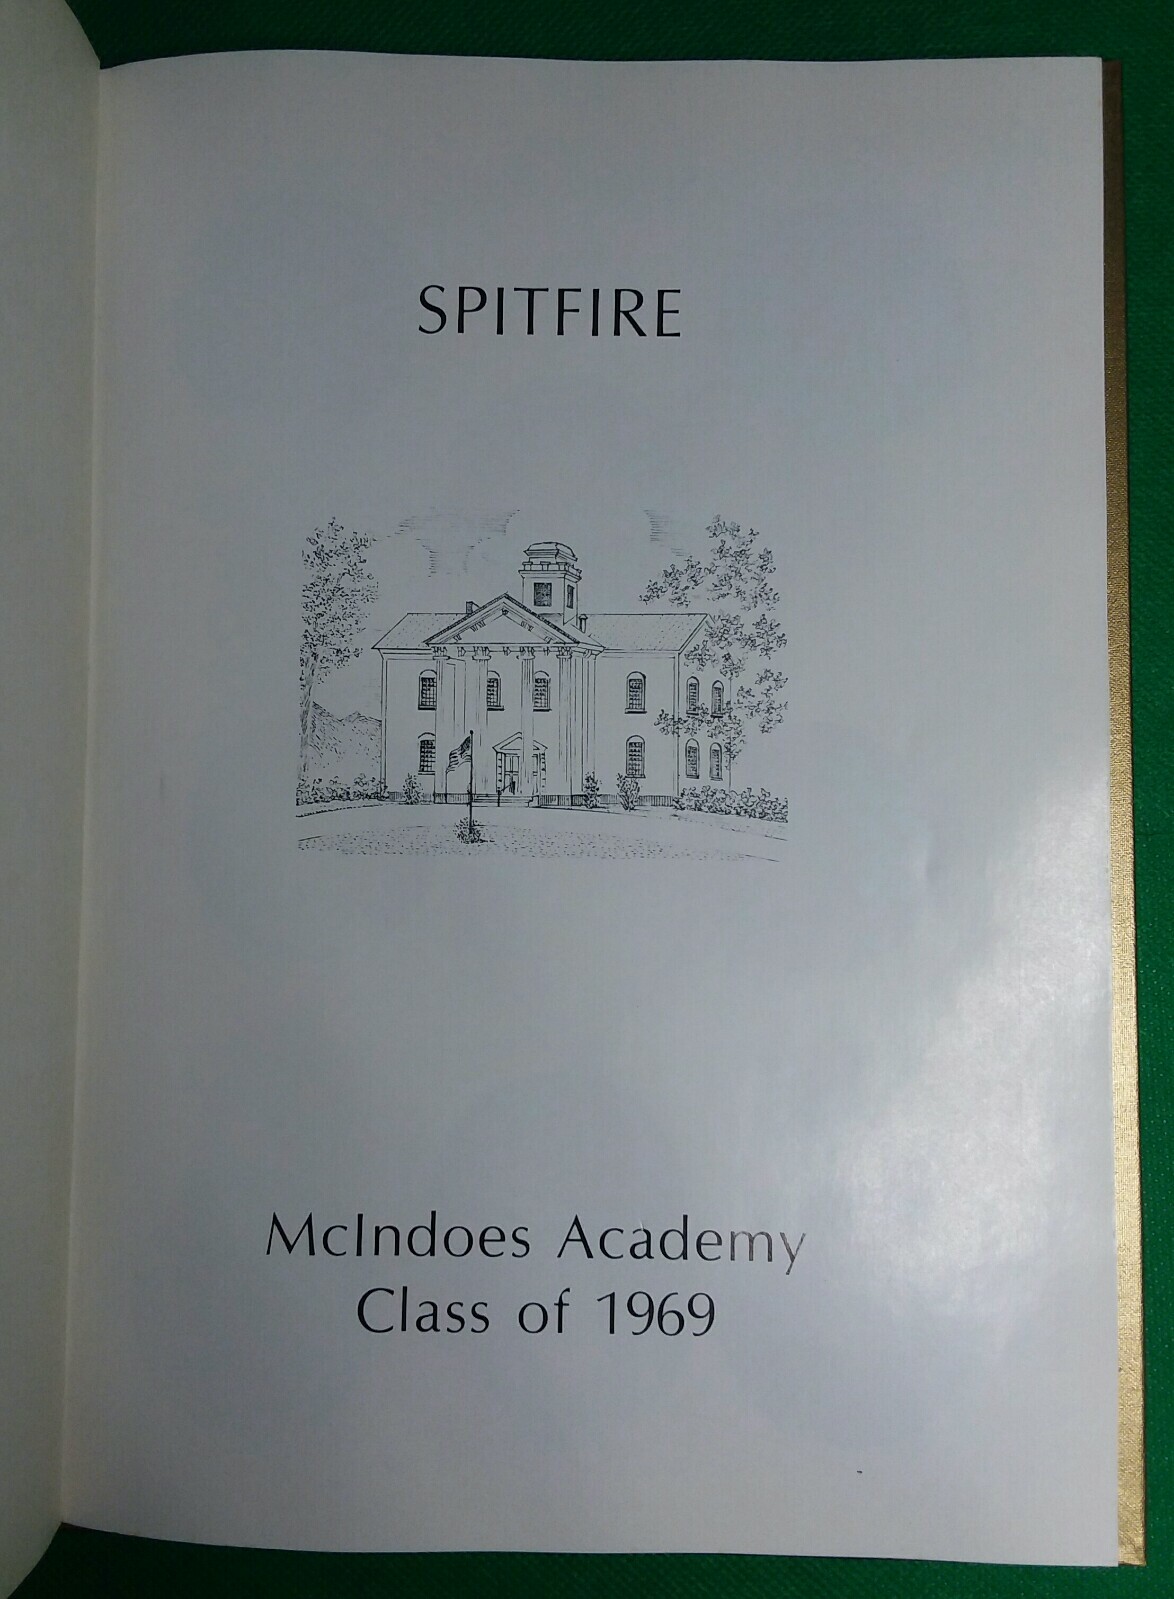 SPITFIRE
McIndoes Academy
Class of 1969